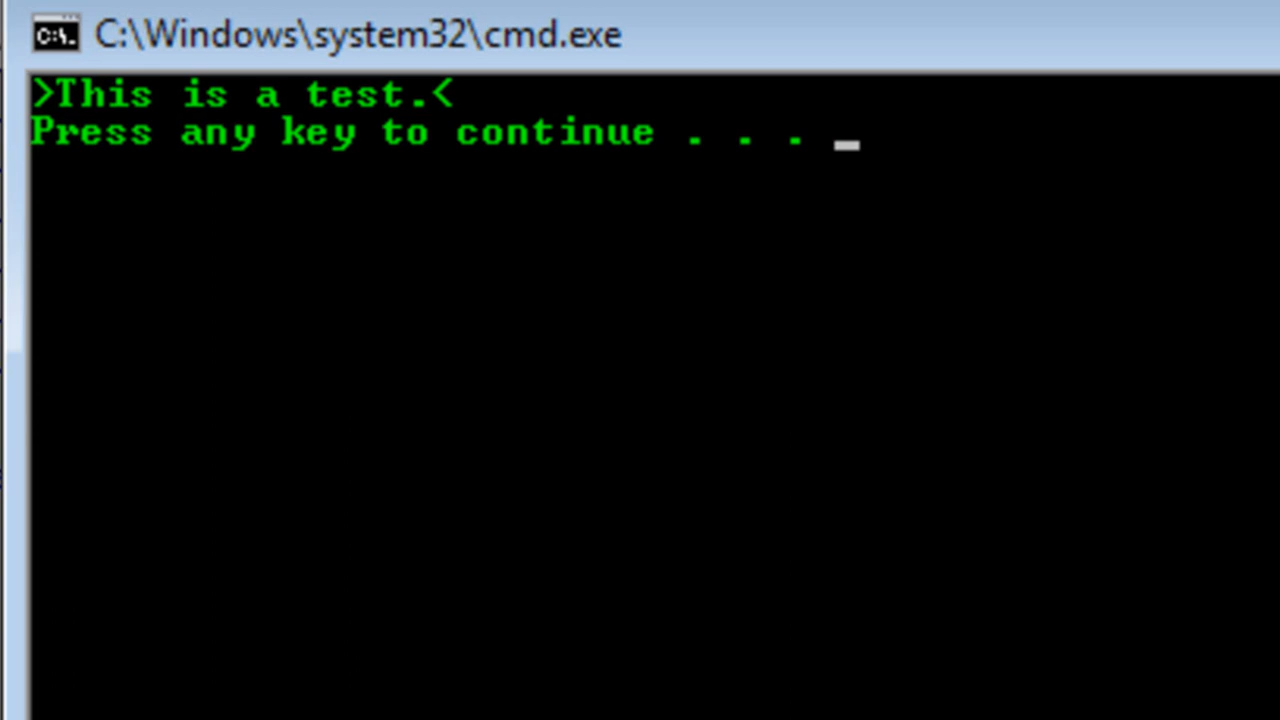 C:\Windows\system32\cmd.exe
>This is a test.<
Press any key to continue . . .